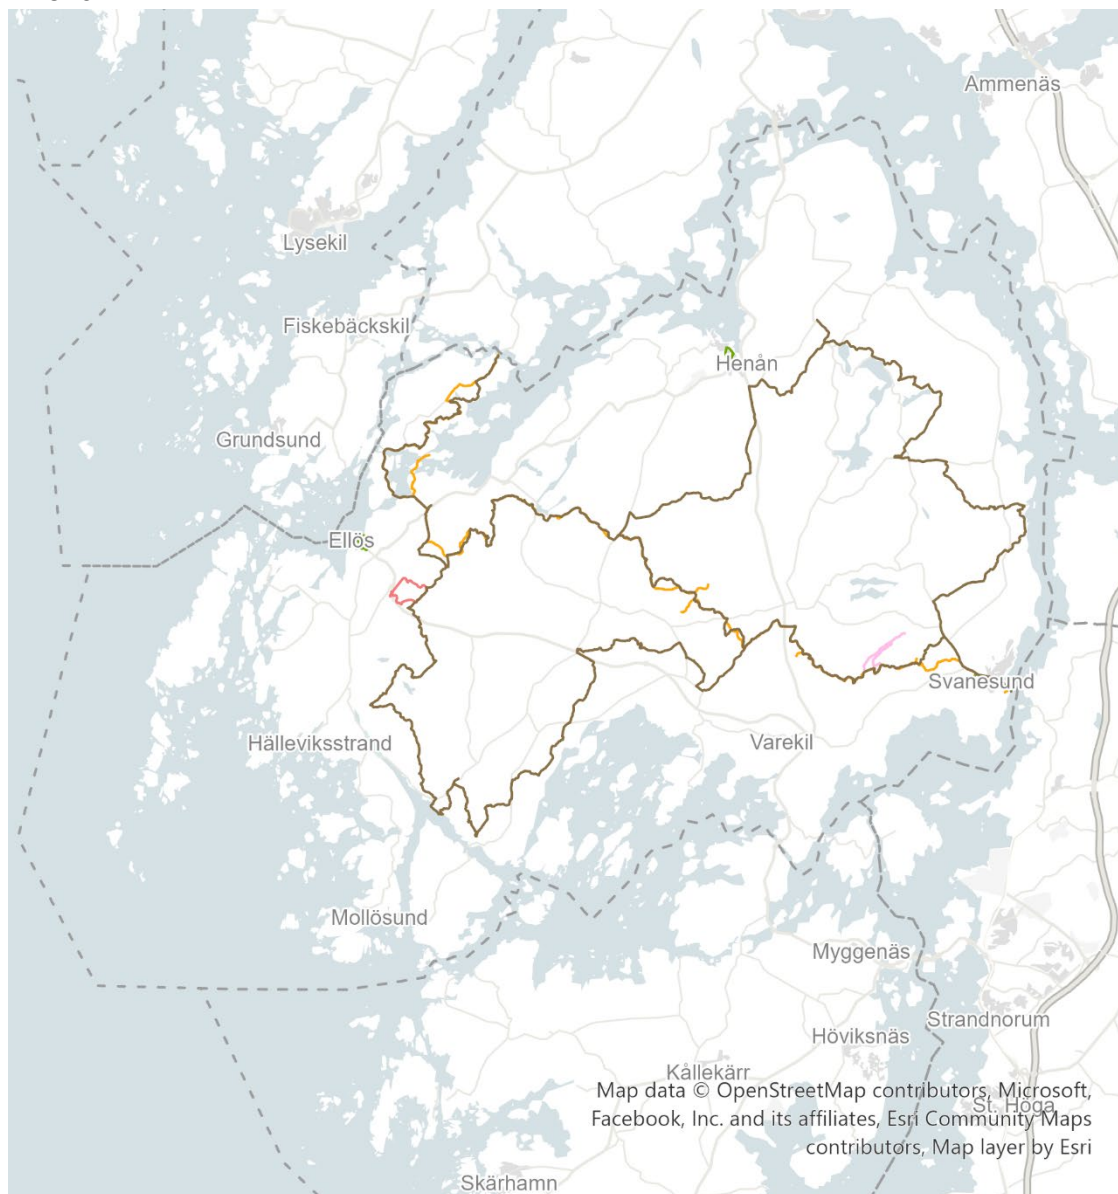 Ammenäs
Lysekil
Fiskebäckskil
Henån
Grundsund
Ellös
Svanesund
Hälleviksstrand
Varekil
Mollösund
Myggenäs
Strandnorum
Höviksnäs
Kållekärr
St. Höga
Map data © OpenStreetMap contributors, Microsoft,
Facebook, Inc. and its affiliates, Esri Community Maps
contributors, Map layer by Esri
Skärhamn